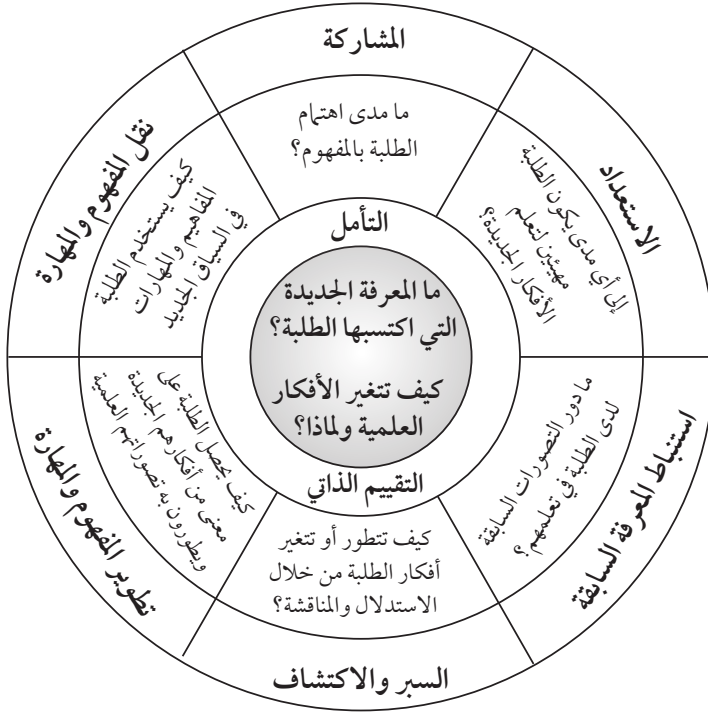 المشاركة
ما مدى اهتمام
الطلبة بالمفهوم؟
الاستعداد
إلى أي مدى يكون الطلبة
مهيئين لتعلم
الأفكار الجديدة؟
استنباط المعرفة السابقة
ما دور التصورات السابقة
لدى الطلبة في تعلمهم؟
السبر والاكتشاف
كيف تتطور أو تتغير
أفكار الطلبة من خلال
الاستدلال والمناقشة؟
تطوير المفهوم والمهارة
كيف يحصل الطلبة على
معنى من أفكارهم الجديدة
ويطورون به تصوراتهم العلمية
نقل المفهوم والمهارة
كيف يستخدم الطلبة
المفاهيم والمهارات
في السياق الجديد
التأمل
ما المعرفة الجديدة
التي اكتسبها الطلبة؟
كيف تتغير الأفكار
العلمية ولماذا؟
التقييم الذاتي